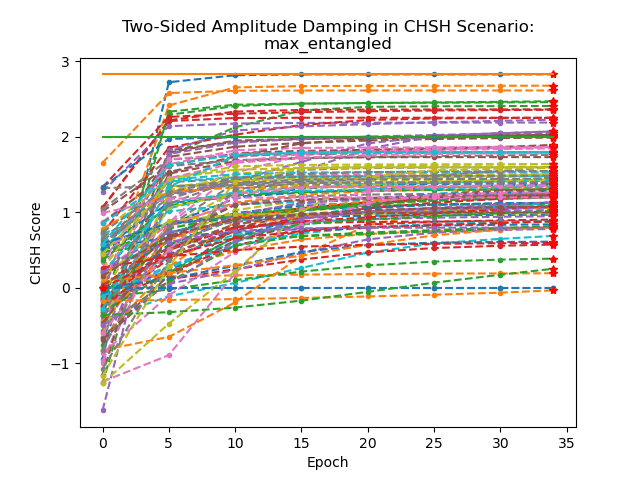 Two-Sided Amplitude Damping in CHSH Scenario:
max_entangled
3
2
1
0
−1
CHSH Score
0 5 10 15 20 25 30 35
Epoch